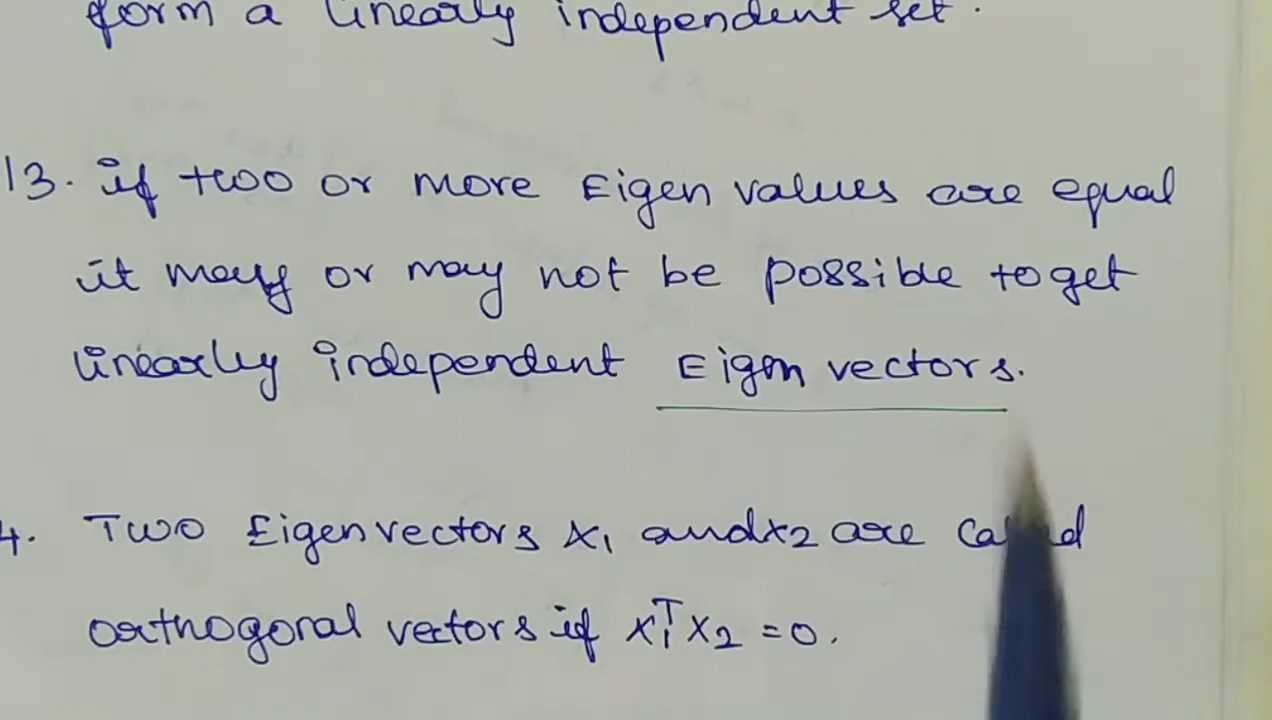 form a linearly independent set.
13. if two or more Eigen values are equal
it may or may not be possible to get
linearly independent Eigen vectors.
4. Two Eigenvectors x₁ and x₂ are called
orthogoral vectors if x₁ᵀx₂ = 0.